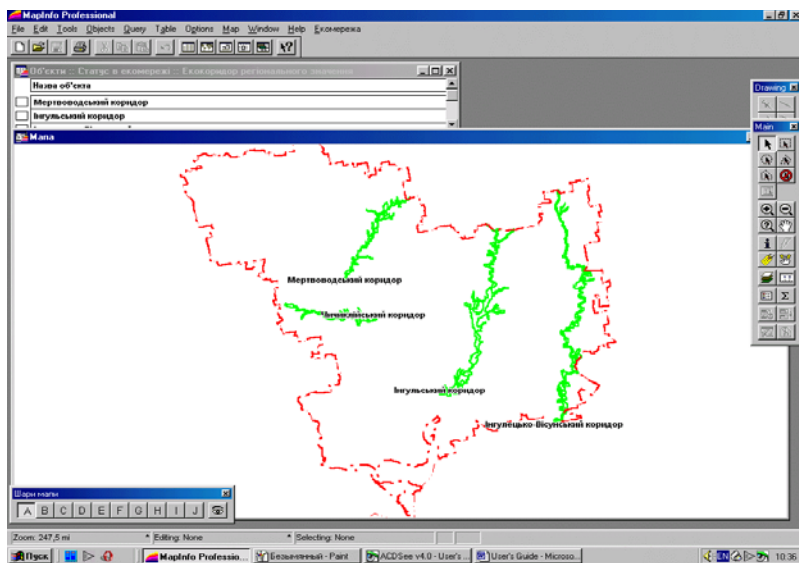 MapInfo Professional
File Edit Tools Objects Query Table Options Map Window Help Екомережа
Об'єкти :: Статус в екомережі :: Екокоридор регіонального значення
Назва об'єкта
Мертвоводський коридор
Інгульський коридор
Мапа
Drawing
Main
Мертвоводський коридор
Чичиклійський коридор
Інгульський коридор
Інгулецько-Вісунський коридор
Шари мапи
A B C D E F G H I J
Zoom: 247,5 mi Editing: None Selecting: None
Пуск MapInfo Professio... Безымянный - Paint ACDSee v4.0 - User's ... User's Guide - Microso... EN 10:36